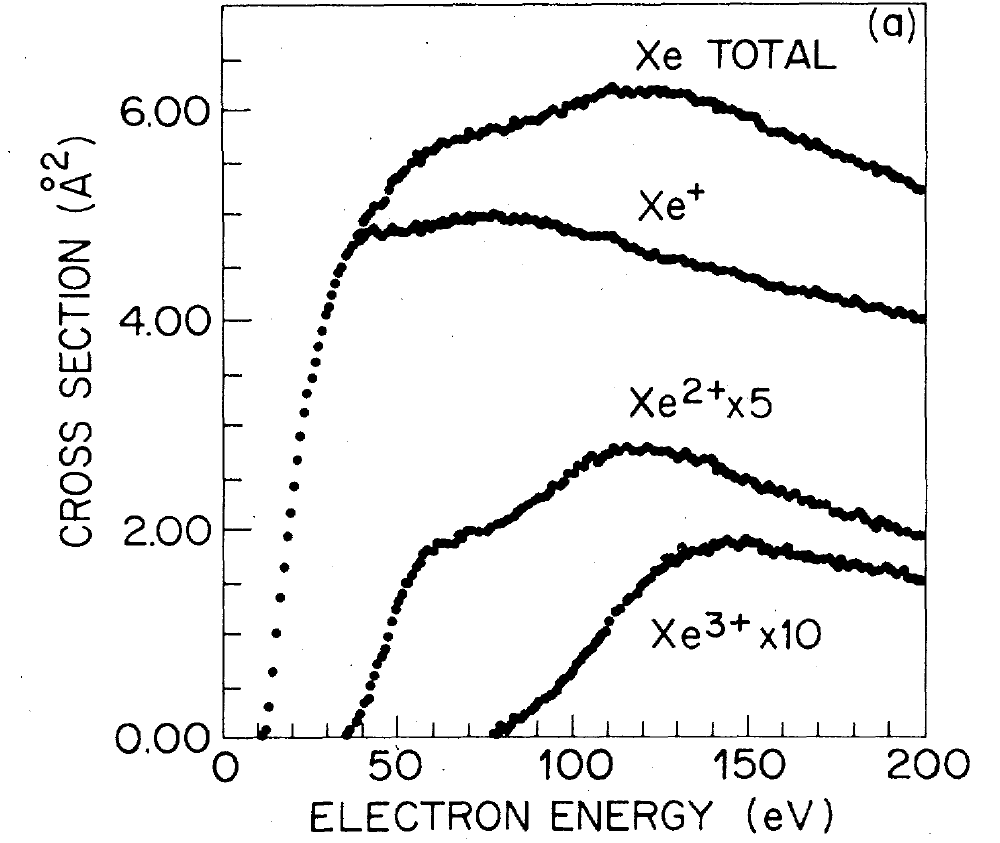 (a)
Xe TOTAL
6.00
Xe⁺
4.00
Xe²⁺x5
2.00
Xe³⁺x10
0.00
0 50 100 150 200
ELECTRON ENERGY (eV)
CROSS SECTION (Å²)